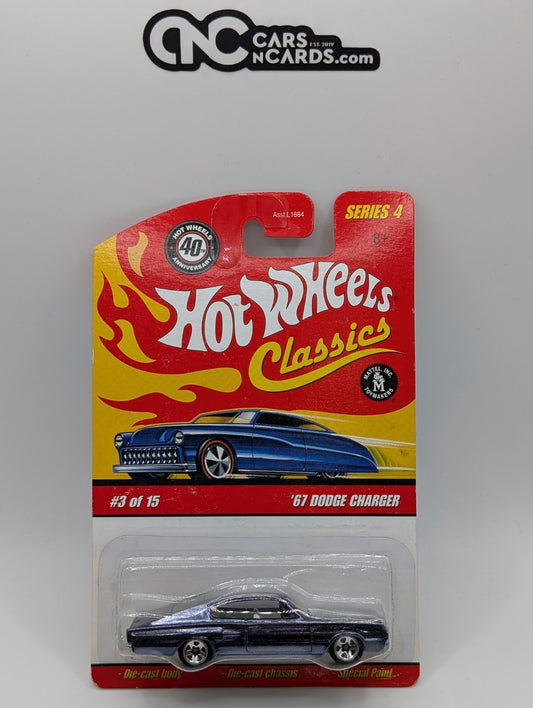 CNC CARS
EST. 2019
nCARDS.com
Asst. L1684
SERIES 4
8+
HOT WHEELS
40TH
ANNIVERSARY
Hot Wheels®
Classics
MATTEL, INC.
M
TOYMAKERS
#3 of 15
'67 DODGE CHARGER
Die-cast body
Die-cast chassis
Special Paint